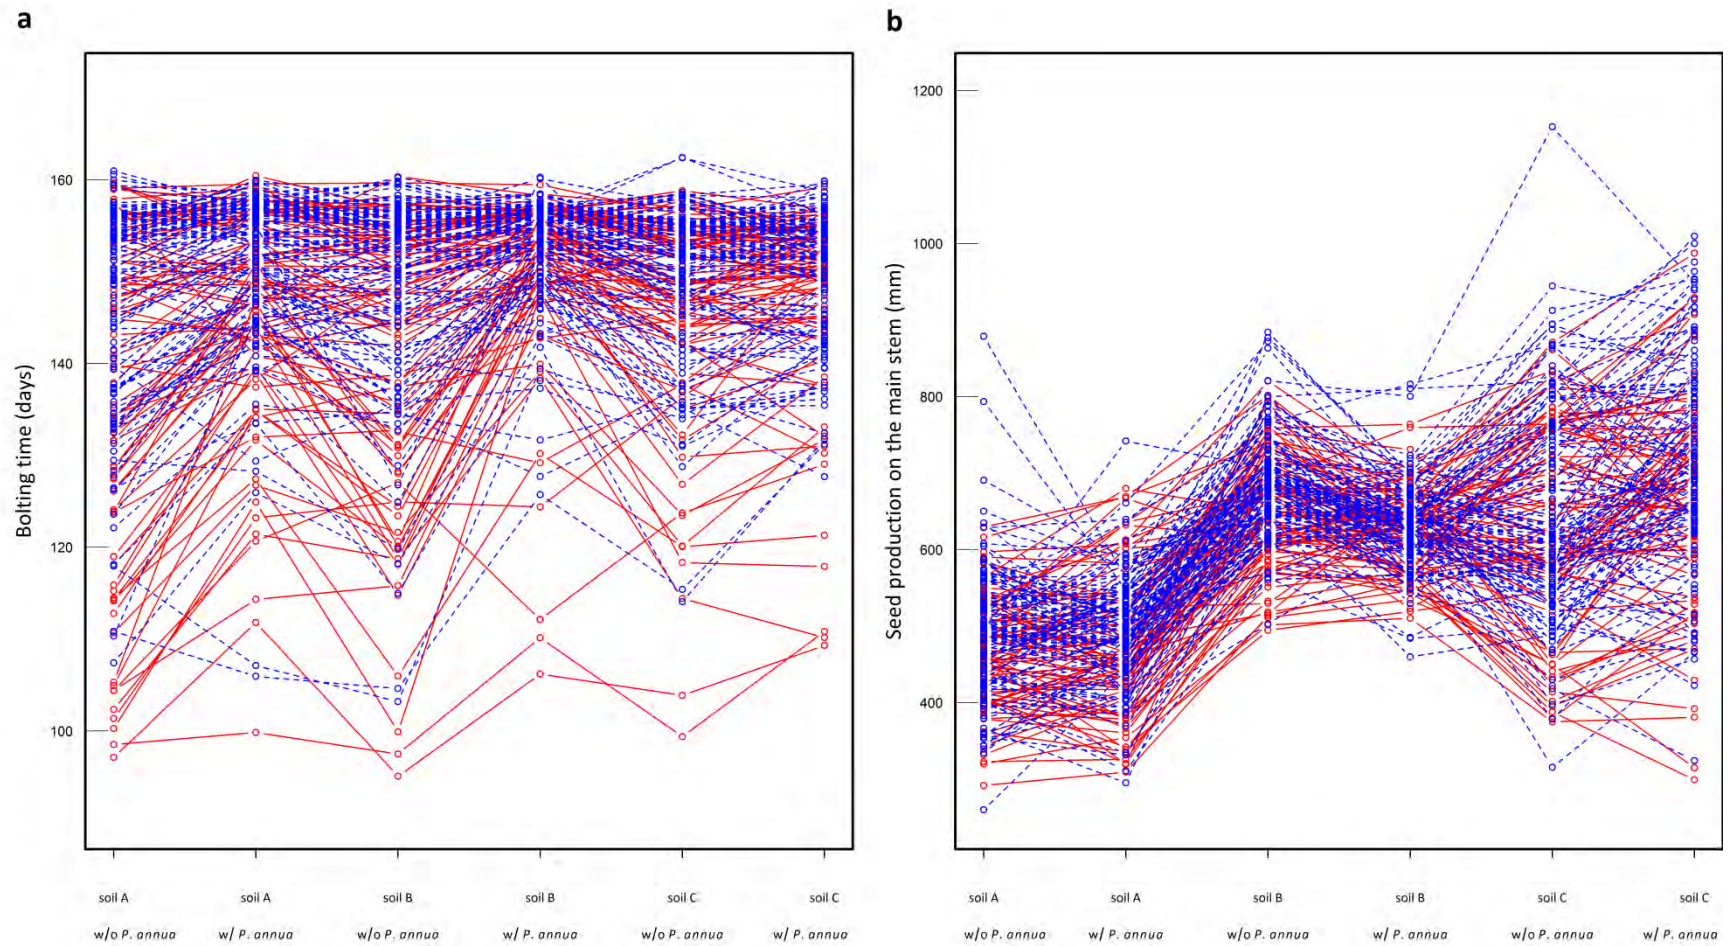 a
b
Bolting time (days)
160
140
120
100
soil A
soil A
soil B
soil B
soil C
soil C
w/o P. annua
w/ P. annua
w/o P. annua
w/ P. annua
w/o P. annua
w/ P. annua
Seed production on the main stem (mm)
1200
1000
800
600
400
soil A
soil A
soil B
soil B
soil C
soil C
w/o P. annua
w/ P. annua
w/o P. annua
w/ P. annua
w/o P. annua
w/ P. annua